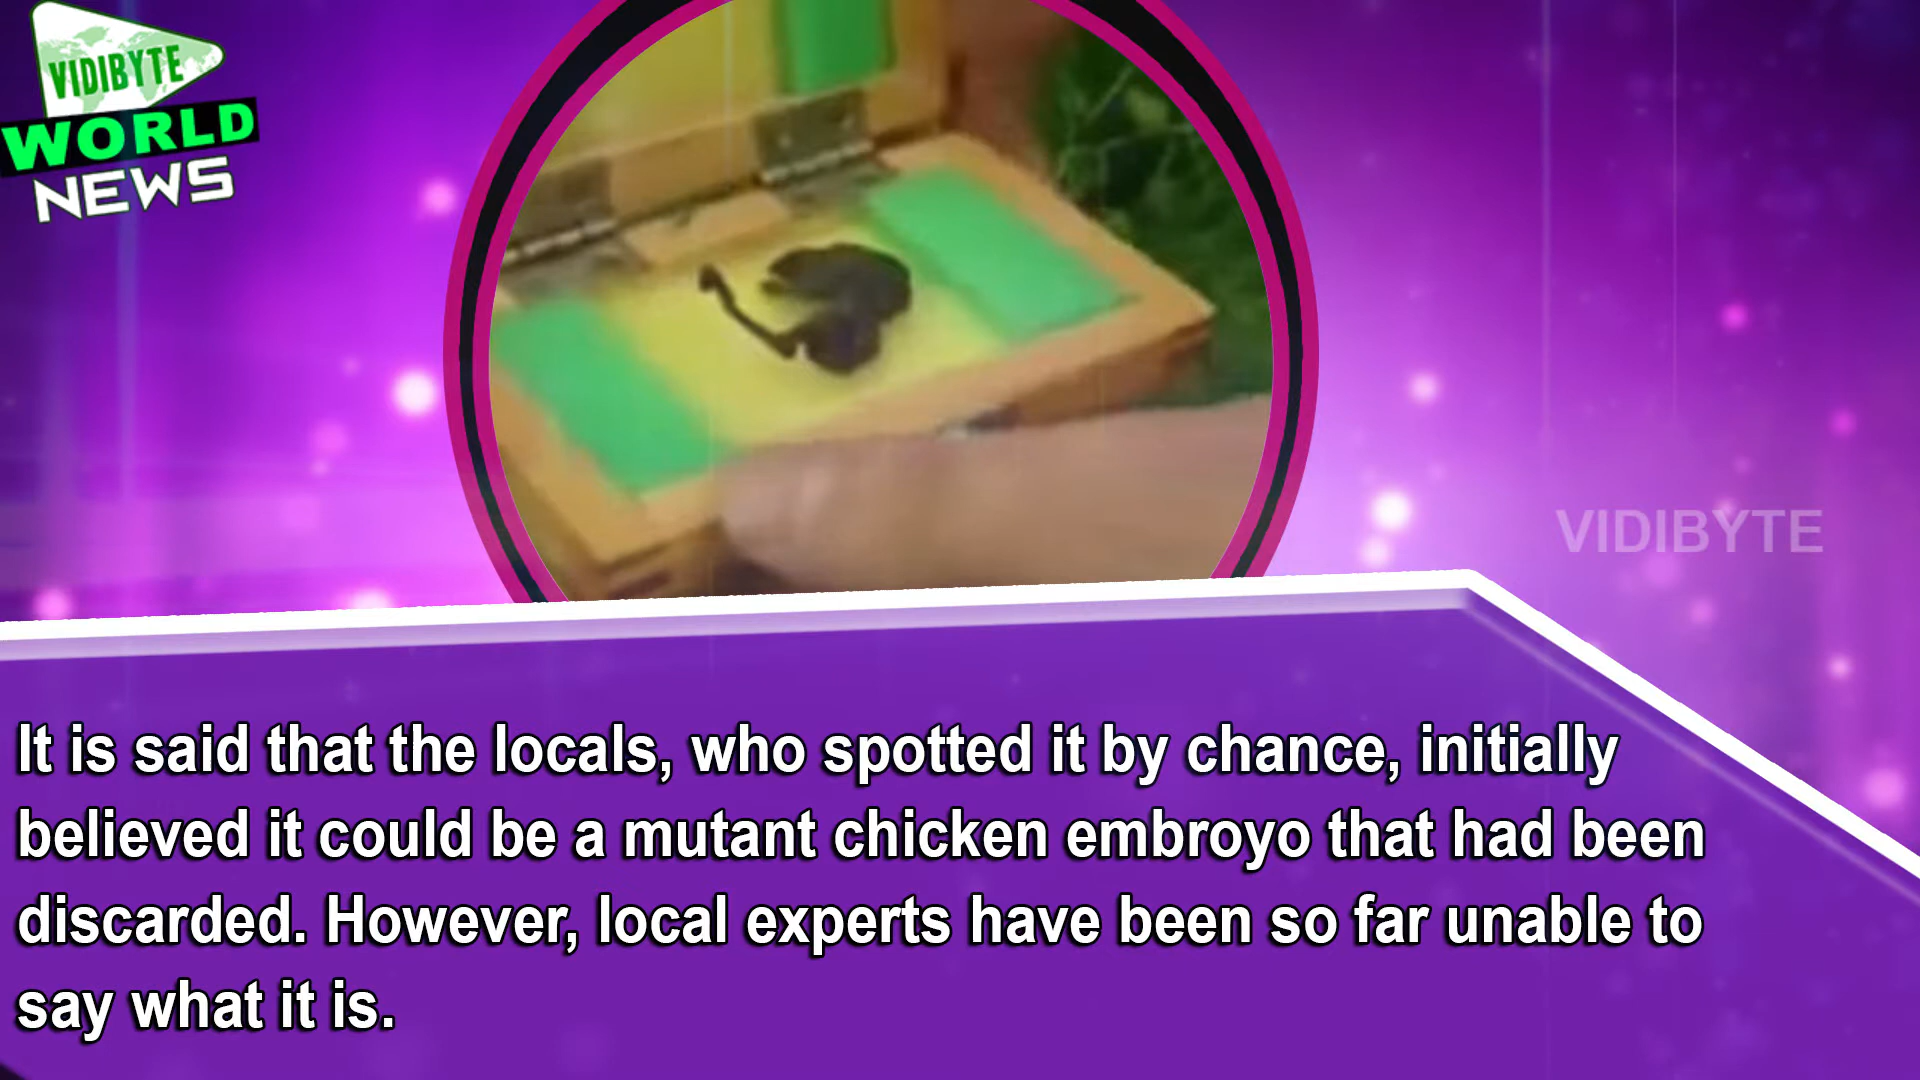 VIDIBYTE
WORLD
NEWS
VIDIBYTE
It is said that the locals, who spotted it by chance, initially
believed it could be a mutant chicken embroyo that had been
discarded. However, local experts have been so far unable to
say what it is.